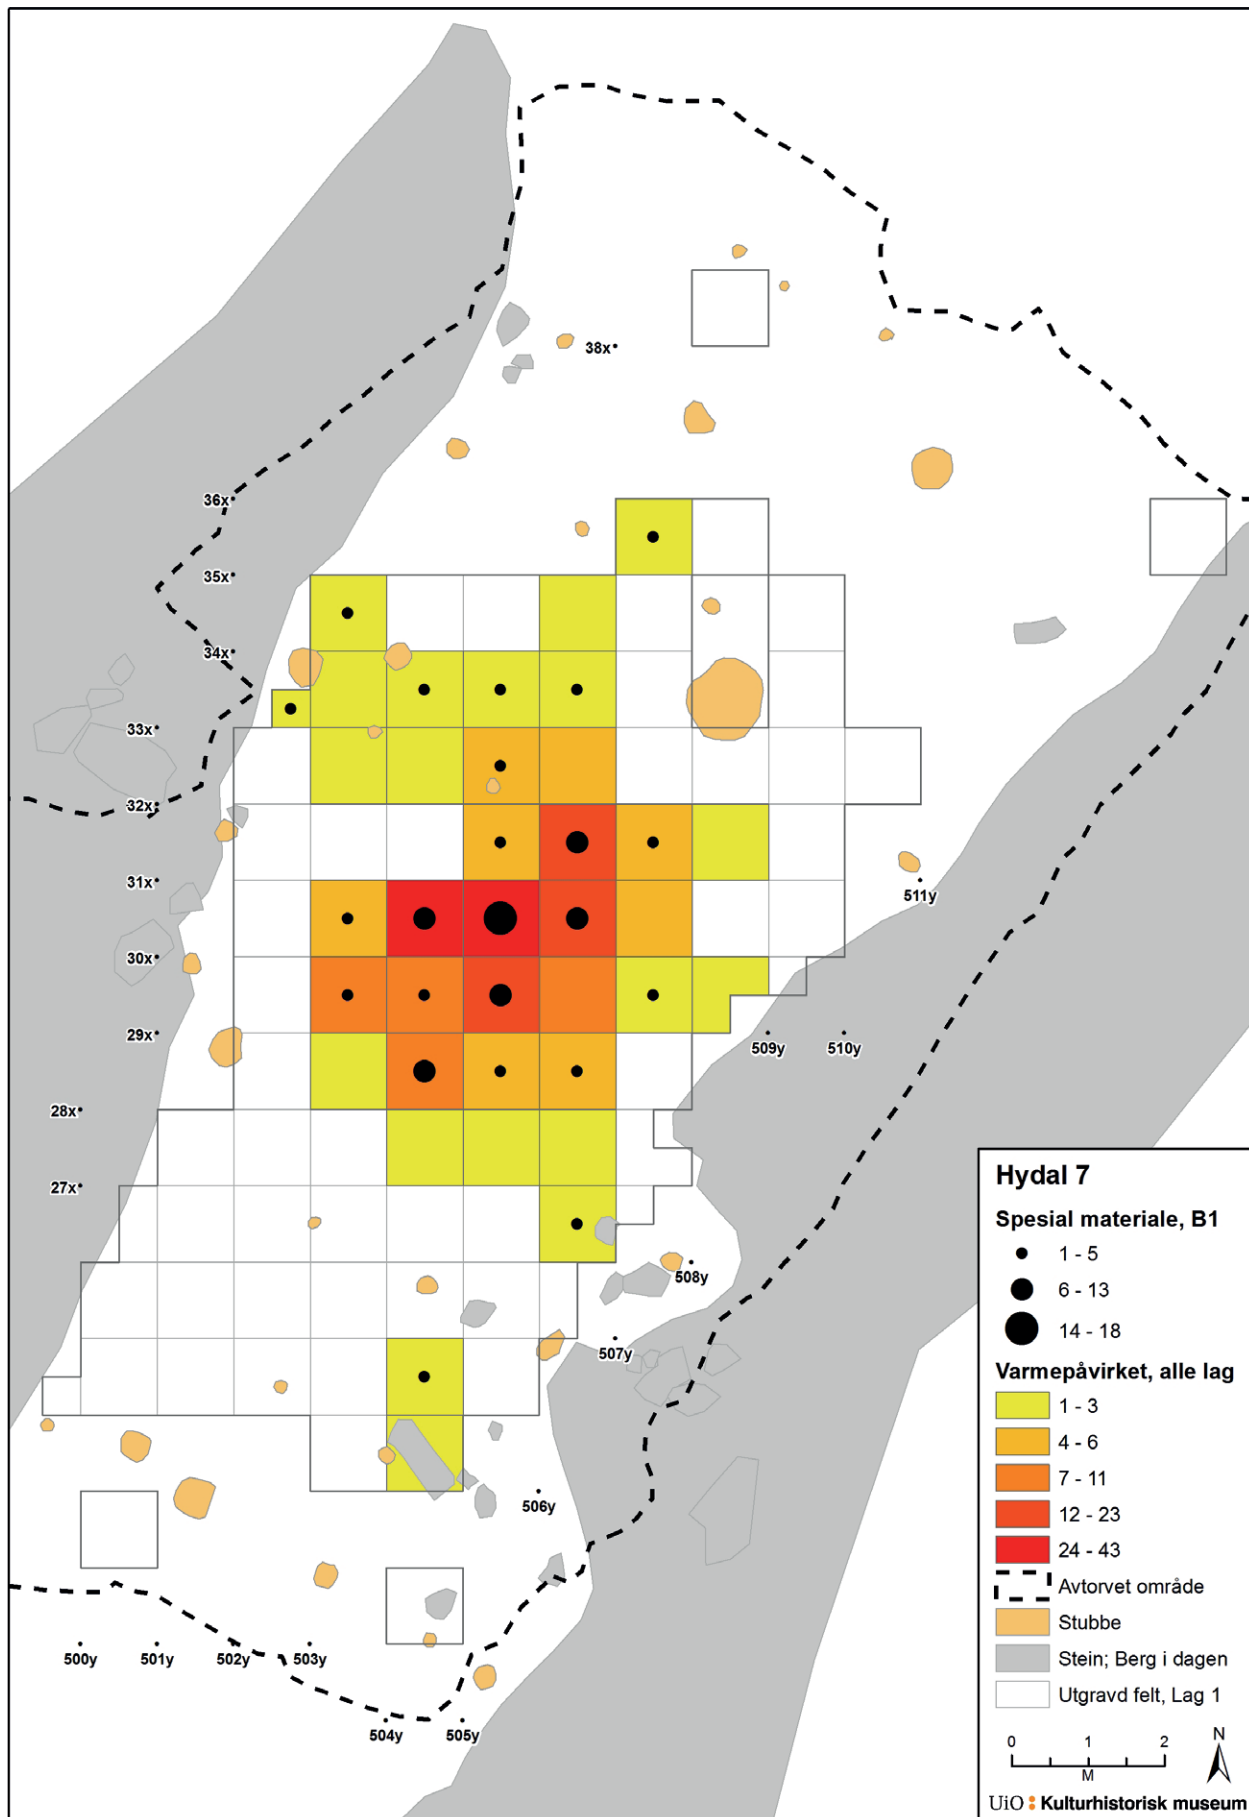 38x
36x
35x
34x
33x
32x
31x
511y
30x
29x
509y
510y
28x
27x
508y
507y
506y
500y
501y
502y
503y
504y
505y
Hydal 7
Spesial materiale, B1
1 - 5
6 - 13
14 - 18
Varmepåvirket, alle lag
1 - 3
4 - 6
7 - 11
12 - 23
24 - 43
Avtorvet område
Stubbe
Stein; Berg i dagen
Utgravd felt, Lag 1
0 1 2
M
N
UiO : Kulturhistorisk museum